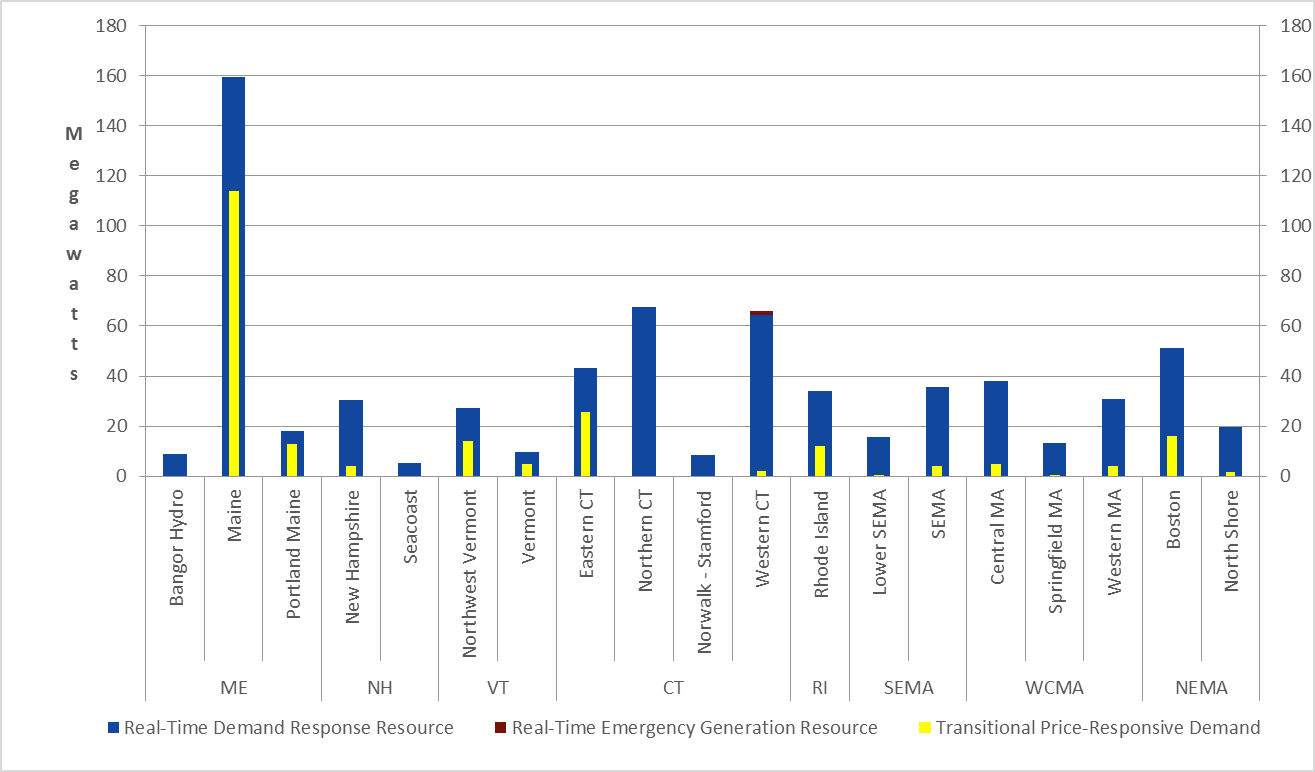 Megawatts
180
160
140
120
100
80
60
40
20
0
180
160
140
120
100
80
60
40
20
0
Bangor Hydro
Maine
Portland Maine
New Hampshire
Seacoast
Northwest Vermont
Vermont
Eastern CT
Northern CT
Norwalk - Stamford
Western CT
Rhode Island
Lower SEMA
SEMA
Central MA
Springfield MA
Western MA
Boston
North Shore
ME NH VT CT RI SEMA WCMA NEMA
Real-Time Demand Response Resource Real-Time Emergency Generation Resource Transitional Price-Responsive Demand